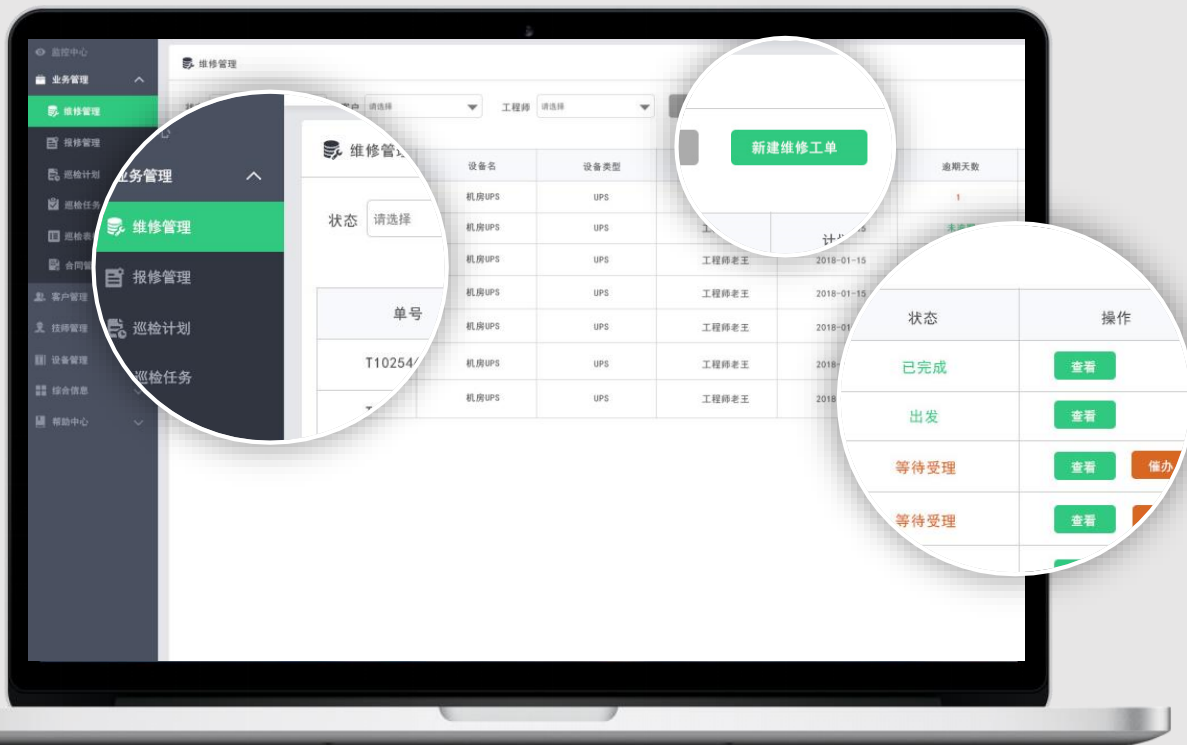 监控中心
业务管理
维修管理
报修管理
巡检计划
巡检任务
客户管理
技师管理
设备管理
综合信息
帮助中心
维修管理
请选择
工程师
请选择
设备名
设备类型
逾期天数
机房UPS
UPS
1
机房UPS
UPS
机房UPS
UPS
工程师老王
2018-01-15
机房UPS
UPS
工程师老王
2018-01-15
机房UPS
UPS
工程师老王
机房UPS
UPS
工程师老王
机房UPS
UPS
工程师老王
业务管理
维修管理
报修管理
巡检计划
巡检任务
维修管理
状态
请选择
单号
T10254
新建维修工单
状态
操作
已完成
查看
出发
查看
等待受理
查看
催办
等待受理
查看